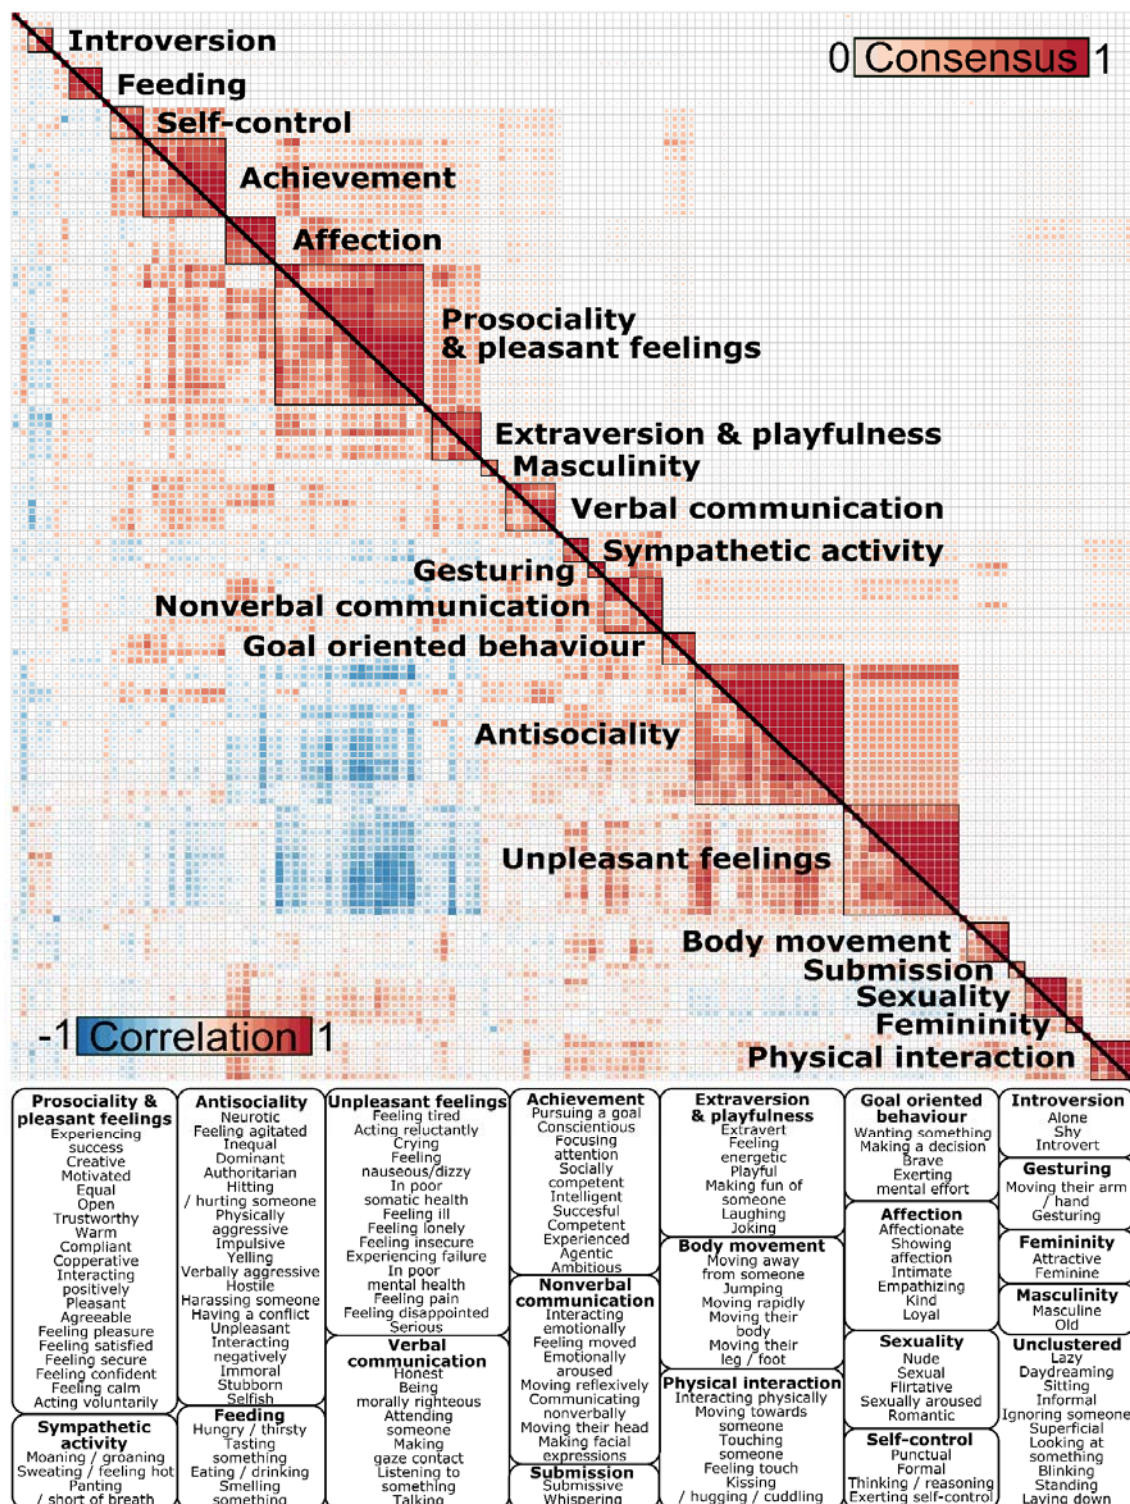 Introversion
0 Consensus 1
Feeding
Self-control
Achievement
Affection
Prosociality
& pleasant feelings
Extraversion & playfulness
Masculinity
Verbal communication
Sympathetic activity
Gesturing
Nonverbal communication
Goal oriented behaviour
Antisociality
Unpleasant feelings
Body movement
Submission
Sexuality
Femininity
-1 Correlation 1
Physical interaction
Prosociality &
pleasant feelings
Experiencing
success
Creative
Motivated
Equal
Open
Trustworthy
Warm
Compliant
Copperative
Interacting
positively
Pleasant
Agreeable
Feeling pleasure
Feeling satisfied
Feeling secure
Feeling confident
Feeling calm
Acting voluntarily
Sympathetic
activity
Moaning / groaning
Sweating / feeling hot
Panting
/ short of breath
Antisociality
Neurotic
Feeling agitated
Inequal
Dominant
Authoritarian
Hitting
/ hurting someone
Physically
aggressive
Impulsive
Yelling
Verbally aggressive
Hostile
Harassing someone
Having a conflict
Unpleasant
Interacting
negatively
Immoral
Stubborn
Selfish
Feeding
Hungry / thirsty
Tasting
something
Eating / drinking
Smelling
something
Unpleasant feelings
Feeling tired
Acting reluctantly
Crying
Feeling
nauseous/dizzy
In poor
somatic health
Feeling ill
Feeling lonely
Feeling insecure
Experiencing failure
In poor
mental health
Feeling pain
Feeling disappointed
Serious
Verbal
communication
Honest
Being
morally righteous
Attending
someone
Making
gaze contact
Listening to
something
Talking
Achievement
Pursuing a goal
Conscientious
Focusing
attention
Socially
competent
Intelligent
Succesful
Competent
Experienced
Agentic
Ambitious
Nonverbal
communication
Interacting
emotionally
Feeling moved
Emotionally
aroused
Moving reflexively
Communicating
nonverbally
Moving their head
Making facial
expressions
Submission
Submissive
Whispering
Extraversion
& playfulness
Extravert
Feeling
energetic
Playful
Making fun of
someone
Laughing
Joking
Body movement
Moving away
from someone
Jumping
Moving rapidly
Moving their
body
Moving their
leg / foot
Physical interaction
Interacting physically
Moving towards
someone
Touching
someone
Feeling touch
Kissing
/ hugging / cuddling
Goal oriented
behaviour
Wanting something
Making a decision
Brave
Exerting
mental effort
Affection
Affectionate
Showing
affection
Intimate
Empathizing
Kind
Loyal
Sexuality
Nude
Sexual
Flirtative
Sexually aroused
Romantic
Self-control
Punctual
Formal
Thinking / reasoning
Exerting self-control
Introversion
Alone
Shy
Introvert
Gesturing
Moving their arm
/ hand
Gesturing
Femininity
Attractive
Feminine
Masculinity
Masculine
Old
Unclustered
Lazy
Daydreaming
Sitting
Informal
Ignoring someone
Superficial
Looking at
something
Blinking
Standing
Laying down